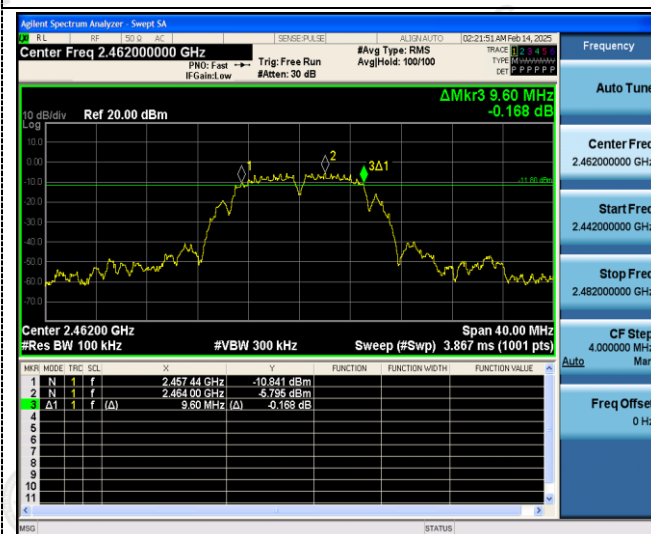 Agilent Spectrum Analyzer - Swept SA
RL RF 50 Ω AC SENSE:PULSE ALIGNAUTO 02:21:51 AM Feb 14, 2025
Center Freq 2.462000000 GHz
PNO: Fast
IFGain:Low
Trig: Free Run
#Atten: 30 dB
#Avg Type: RMS
Avg|Hold: 100/100
TRACE 1 2 3 4 5 6
TYPE M
DET P P P P P P
ΔMkr3 9.60 MHz
-0.168 dB
10 dB/div Ref 20.00 dBm
Log
10.0
0.00
-10.0
-20.0
-30.0
-40.0
-50.0
-60.0
-70.0
1
2
3Δ1
-11.80 dBm
Center 2.46200 GHz Span 40.00 MHz
#Res BW 100 kHz #VBW 300 kHz Sweep (#Swp) 3.867 ms (1001 pts)
MKR MODE TRC SCL X Y FUNCTION FUNCTION WIDTH FUNCTION VALUE
1 N 1 f 2.457 44 GHz -10.841 dBm
2 N 1 f 2.464 00 GHz -5.795 dBm
3 Δ1 1 f (Δ) 9.60 MHz (Δ) -0.168 dB
4
5
6
7
8
9
10
11
MSG STATUS
Frequency
Auto Tune
Center Freq
2.462000000 GHz
Start Freq
2.442000000 GHz
Stop Freq
2.482000000 GHz
CF Step
4.000000 MHz
Auto Man
Freq Offset
0 Hz